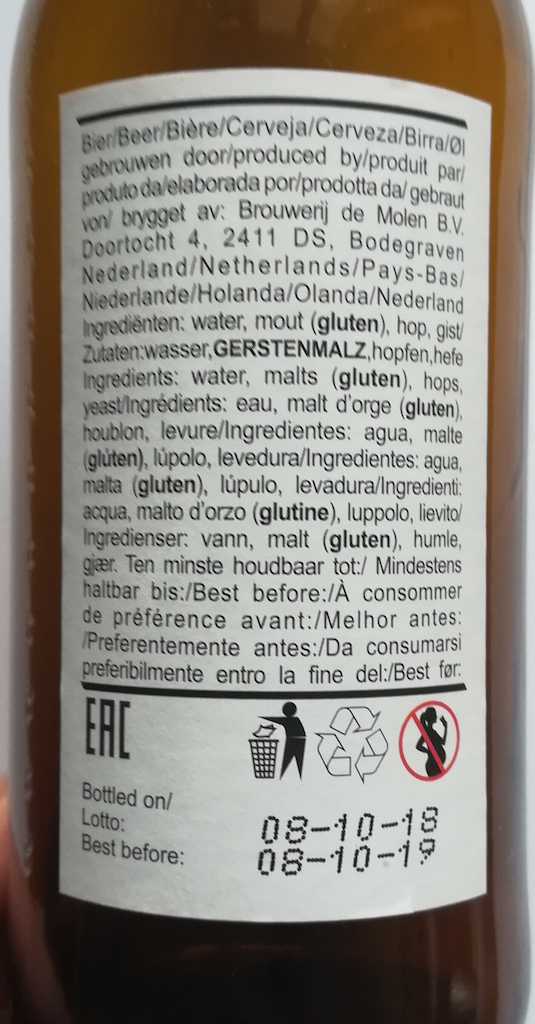 Bier/Beer/Bière/Cerveja/Cerveza/Birra/Øl
gebrouwen door/produced by/produit par/
produto da/elaborada por/prodotta da/ gebraut
von/ brygget av: Brouwerij de Molen B.V.
Doortocht 4, 2411 DS, Bodegraven
Nederland/Netherlands/Pays-Bas/
Niederlande/Holanda/Olanda/Nederland
Ingrediënten: water, mout (gluten), hop, gist/
Zutaten:wasser,GERSTENMALZ,hopfen,hefe
Ingredients: water, malts (gluten), hops,
yeast/Ingrédients: eau, malt d'orge (gluten),
houblon, levure/Ingredientes: agua, malte
(glúten), lúpolo, levedura/Ingredientes: agua,
malta (gluten), lúpulo, levadura/Ingredienti:
acqua, malto d'orzo (glutine), luppolo, lievito/
Ingredienser: vann, malt (gluten), humle,
gjær. Ten minste houdbaar tot:/ Mindestens
haltbar bis:/Best before:/À consommer
de préférence avant:/Melhor antes:
/Preferentemente antes:/Da consumarsi
preferibilmente entro la fine del:/Best før:
EAC
Bottled on/
Lotto: 08-10-18
Best before: 08-10-19